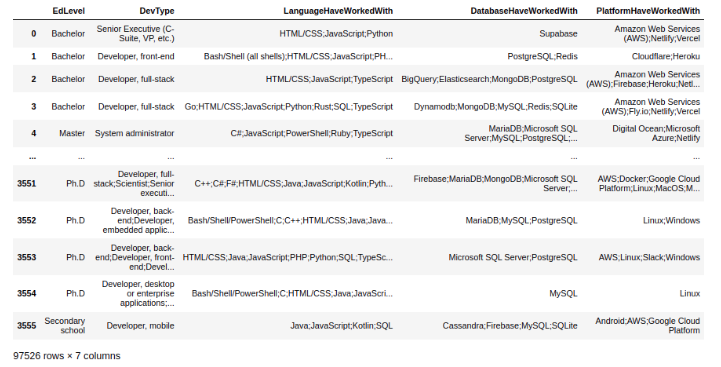 EdLevel DevType LanguageHaveWorkedWith DatabaseHaveWorkedWith PlatformHaveWorkedWith
0 Bachelor Senior Executive (C-Suite, VP, etc.) HTML/CSS;JavaScript;Python Supabase Amazon Web Services (AWS);Netlify;Vercel
1 Bachelor Developer, front-end Bash/Shell (all shells);HTML/CSS;JavaScript;PH... PostgreSQL;Redis Cloudflare;Heroku
2 Bachelor Developer, full-stack HTML/CSS;JavaScript;TypeScript BigQuery;Elasticsearch;MongoDB;PostgreSQL Amazon Web Services (AWS);Firebase;Heroku;Netl...
3 Bachelor Developer, full-stack Go;HTML/CSS;JavaScript;Python;Rust;SQL;TypeScript Dynamodb;MongoDB;MySQL;Redis;SQLite Amazon Web Services (AWS);Fly.io;Netlify;Vercel
4 Master System administrator C#;JavaScript;PowerShell;Ruby;TypeScript MariaDB;Microsoft SQL Server;MySQL;PostgreSQL;... Digital Ocean;Microsoft Azure;Netlify
... ... ... ... ... ...
3551 Ph.D Developer, full-stack;Scientist;Senior executi... C++;C#;F#;HTML/CSS;Java;JavaScript;Kotlin;Pyth... Firebase;MariaDB;MongoDB;Microsoft SQL Server;... AWS;Docker;Google Cloud Platform;Linux;MacOS;M...
3552 Ph.D Developer, back-end;Developer, embedded applic... Bash/Shell/PowerShell;C;C++;HTML/CSS;Java;Java... MariaDB;MySQL;PostgreSQL Linux;Windows
3553 Ph.D Developer, back-end;Developer, front-end;Devel... HTML/CSS;Java;JavaScript;PHP;Python;SQL;TypeSc... Microsoft SQL Server;PostgreSQL AWS;Linux;Slack;Windows
3554 Ph.D Developer, desktop or enterprise applications;... Bash/Shell/PowerShell;C;HTML/CSS;Java;JavaScri... MySQL Linux
3555 Secondary school Developer, mobile Java;JavaScript;Kotlin;SQL Cassandra;Firebase;MySQL;SQLite Android;AWS;Google Cloud Platform
97526 rows × 7 columns